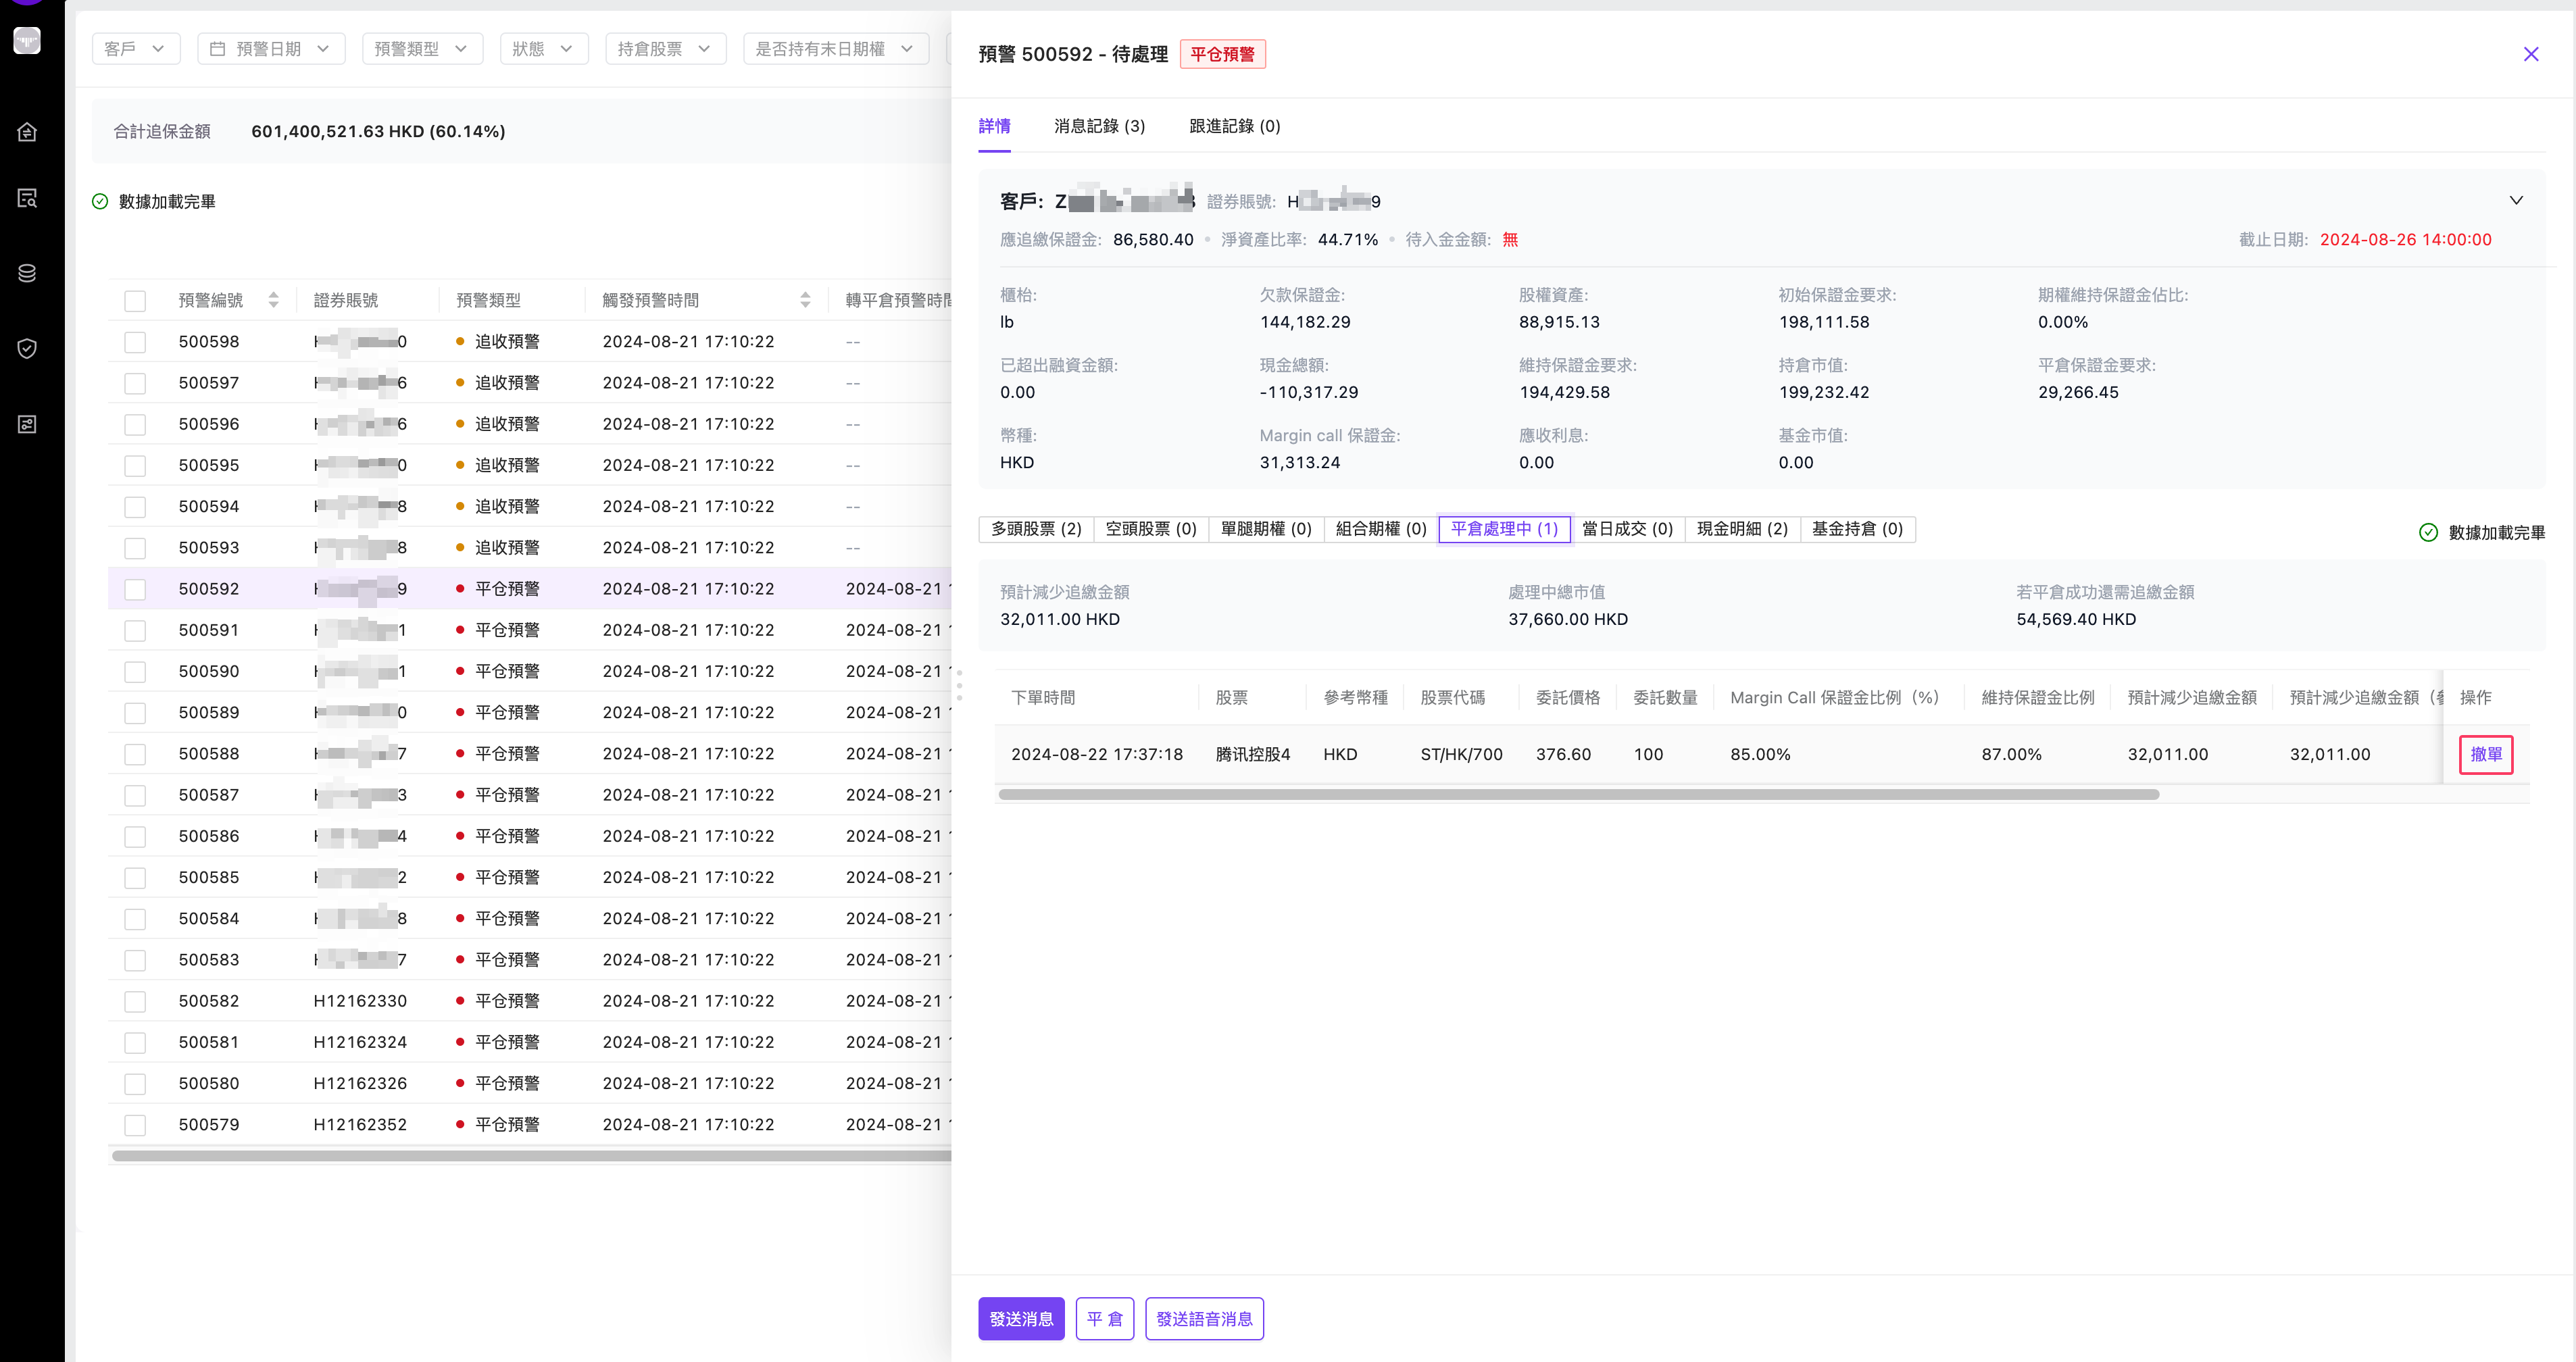 客戶
預警日期
預警類型
狀態
持倉股票
是否持有末日期權
合計追保金額 601,400,521.63 HKD (60.14%)
數據加載完畢
預警編號 證券賬號 預警類型 觸發預警時間 轉平倉預警時間
500598 0 追收預警 2024-08-21 17:10:22 --
500597 6 追收預警 2024-08-21 17:10:22 --
500596 6 追收預警 2024-08-21 17:10:22 --
500595 0 追收預警 2024-08-21 17:10:22 --
500594 8 追收預警 2024-08-21 17:10:22 --
500593 8 追收預警 2024-08-21 17:10:22 --
500592 9 平仓預警 2024-08-21 17:10:22 2024-08-21
500591 1 平仓預警 2024-08-21 17:10:22 2024-08-21
500590 1 平仓預警 2024-08-21 17:10:22 2024-08-21
500589 0 平仓預警 2024-08-21 17:10:22 2024-08-21
500588 7 平仓預警 2024-08-21 17:10:22 2024-08-21
500587 3 平仓預警 2024-08-21 17:10:22 2024-08-21
500586 4 平仓預警 2024-08-21 17:10:22 2024-08-21
500585 2 平仓預警 2024-08-21 17:10:22 2024-08-21
500584 8 平仓預警 2024-08-21 17:10:22 2024-08-21
500583 7 平仓預警 2024-08-21 17:10:22 2024-08-21
500582 H12162330 平仓預警 2024-08-21 17:10:22 2024-08-21
500581 H12162324 平仓預警 2024-08-21 17:10:22 2024-08-21
500580 H12162326 平仓預警 2024-08-21 17:10:22 2024-08-21
500579 H12162352 平仓預警 2024-08-21 17:10:22 2024-08-21
預警 500592 - 待處理 平仓預警
詳情 消息記錄 (3) 跟進記錄 (0)
客戶: Z 證券賬號: H 9
應追繳保證金: 86,580.40 淨資產比率: 44.71% 待入金金額: 無 截止日期: 2024-08-26 14:00:00
櫃枱: 欠款保證金: 股權資產: 初始保證金要求: 期權維持保證金佔比:
lb 144,182.29 88,915.13 198,111.58 0.00%
已超出融資金額: 現金總額: 維持保證金要求: 持倉市值: 平倉保證金要求:
0.00 -110,317.29 194,429.58 199,232.42 29,266.45
幣種: Margin call 保證金: 應收利息: 基金市值:
HKD 31,313.24 0.00 0.00
多頭股票 (2) 空頭股票 (0) 單腿期權 (0) 組合期權 (0) 平倉處理中 (1) 當日成交 (0) 現金明細 (2) 基金持倉 (0) 數據加載完畢
預計減少追繳金額 處理中總市值 若平倉成功還需追繳金額
32,011.00 HKD 37,660.00 HKD 54,569.40 HKD
下單時間 股票 參考幣種 股票代碼 委託價格 委託數量 Margin Call 保證金比例 (%) 維持保證金比例 預計減少追繳金額 預計減少追繳金額 ( 操作
2024-08-22 17:37:18 腾讯控股4 HKD ST/HK/700 376.60 100 85.00% 87.00% 32,011.00 32,011.00 撤單
發送消息 平 倉 發送語音消息